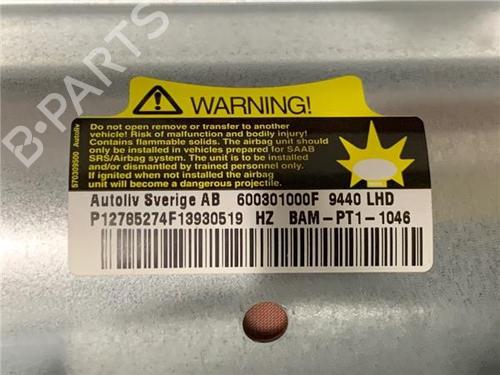 B-PARTS
WARNING!
570309500 Autoliv
Do not open remove or transfer to another
vehicle! Risk of malfunction and bodily injury!
Contains flammable solids. The airbag unit should
only be installed in vehicles prepared for SAAB
SRS/Airbag system. The unit is to be installed
and/or dismantled by trained personnel only.
If ignited when not installed the airbag
unit will become a dangerous projectile.
Autoliv Sverige AB 600301000F 9440 LHD
P12785274F13930519 HZ BAM-PT1-1046